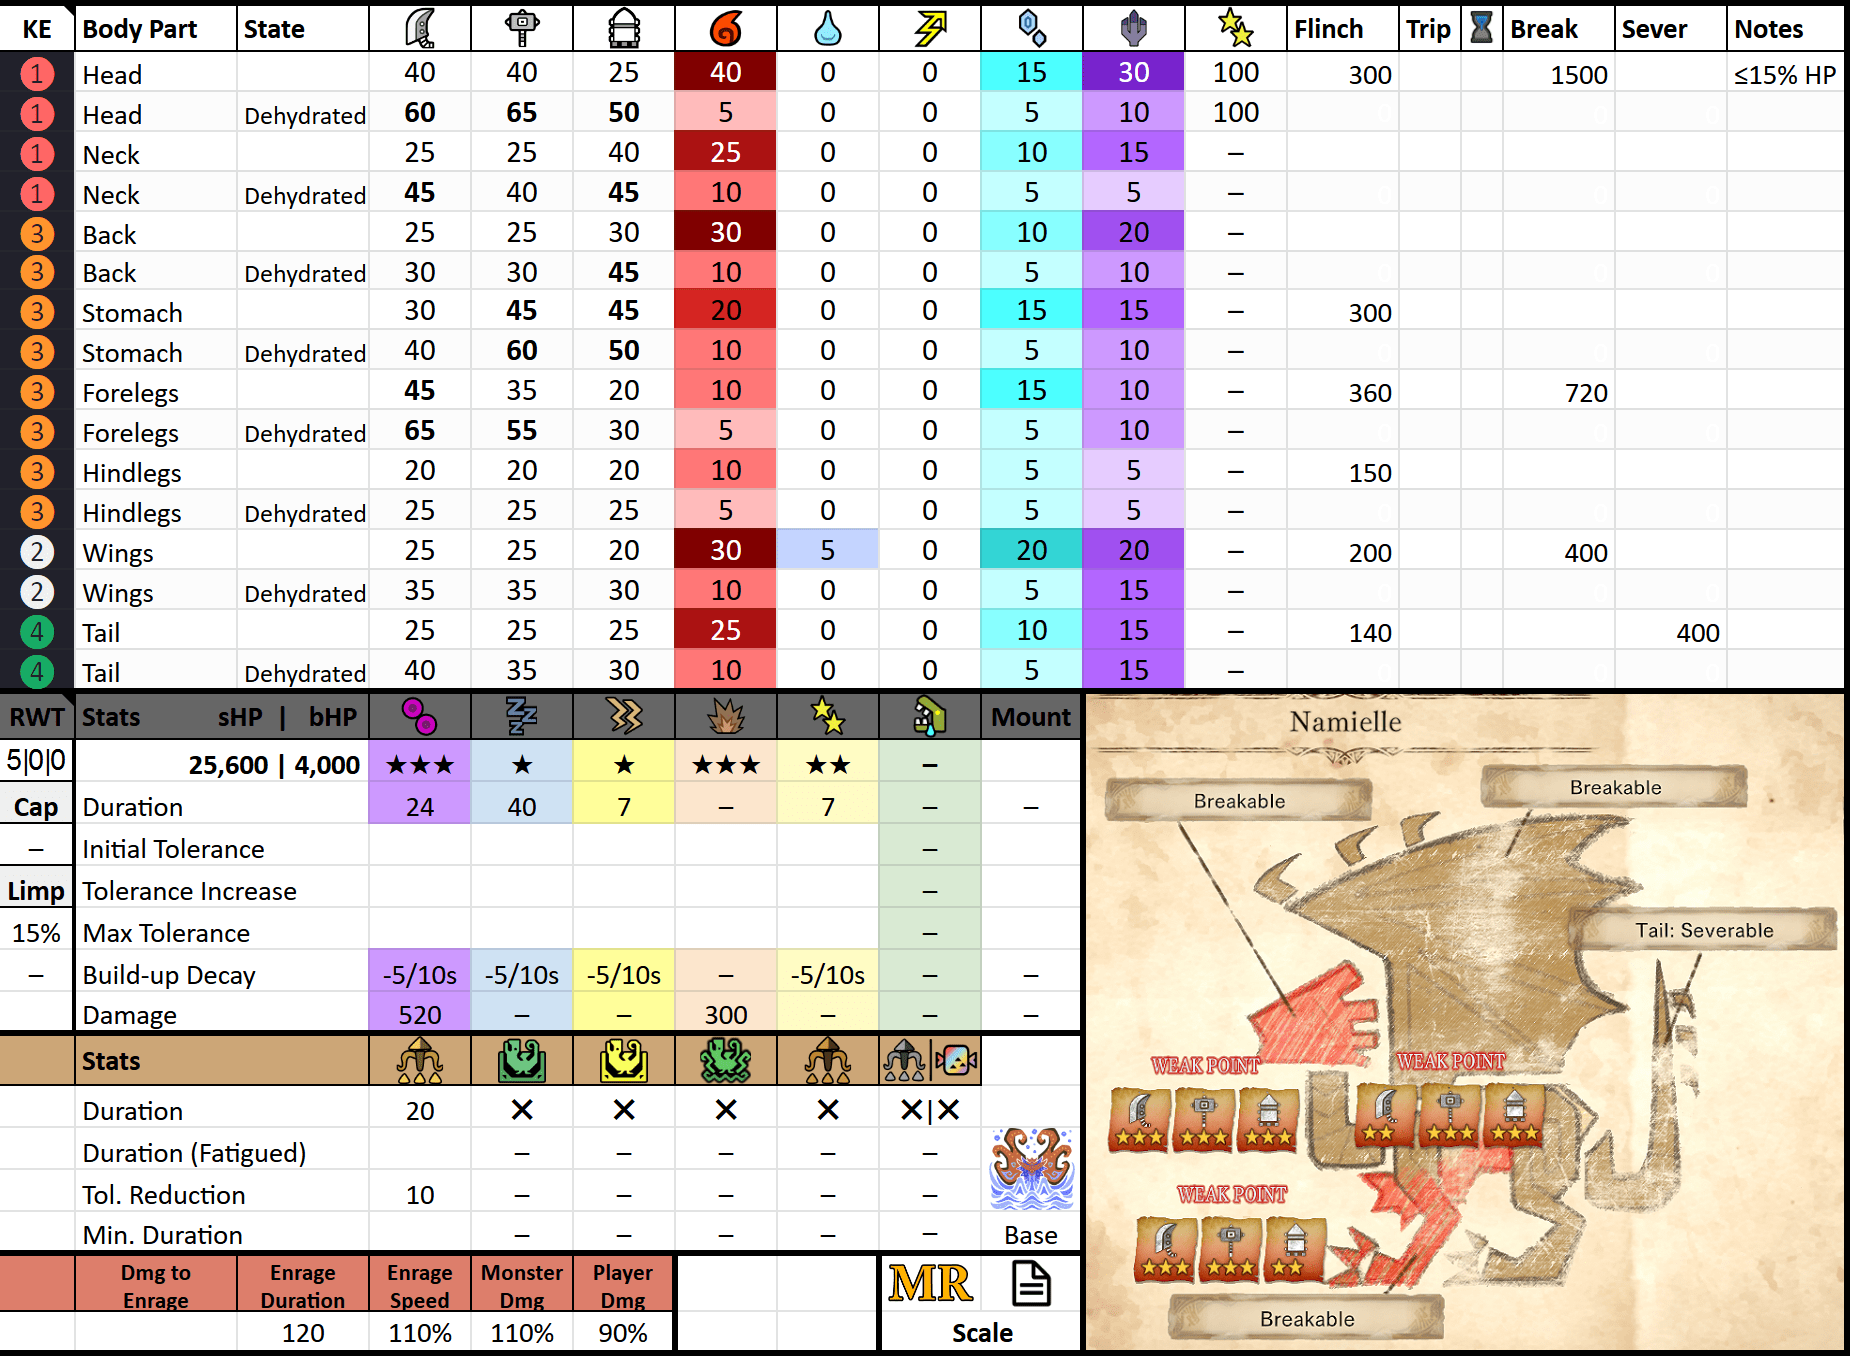 KE Body Part State Flinch Trip Break Sever Notes
1 Head 40 40 25 40 0 0 15 30 100 300 1500 ≤15% HP
1 Head Dehydrated 60 65 50 5 0 0 5 10 100
1 Neck 25 25 40 25 0 0 10 15 –
1 Neck Dehydrated 45 40 45 10 0 0 5 5 –
3 Back 25 25 30 30 0 0 10 20 –
3 Back Dehydrated 30 30 45 10 0 0 5 10 –
3 Stomach 30 45 45 20 0 0 15 15 – 300
3 Stomach Dehydrated 40 60 50 10 0 0 5 10 –
3 Forelegs 45 35 20 10 0 0 15 10 – 360 720
3 Forelegs Dehydrated 65 55 30 5 0 0 5 10 –
3 Hindlegs 20 20 20 10 0 0 5 5 – 150
3 Hindlegs Dehydrated 25 25 25 5 0 0 5 5 –
2 Wings 25 25 20 30 5 0 20 20 – 200 400
2 Wings Dehydrated 35 35 30 10 0 0 5 15 –
4 Tail 25 25 25 25 0 0 10 15 – 140 400
4 Tail Dehydrated 40 35 30 10 0 0 5 15 –
RWT Stats sHP | bHP Mount
5|0|0 25,600 | 4,000 ★★★ ★ ★ ★★★ ★★ –
Cap Duration 24 40 7 – 7 – –
– Initial Tolerance –
Limp Tolerance Increase –
15% Max Tolerance –
– Build-up Decay -5/10s -5/10s -5/10s – -5/10s – –
Damage 520 – – 300 – – –
Stats
Duration 20 ✕ ✕ ✕ ✕ ✕|✕
Duration (Fatigued) – – – – –
Tol. Reduction 10 – – – – –
Min. Duration – – – – – Base
Dmg to Enrage Enrage Duration Enrage Speed Monster Dmg Player Dmg MR
120 110% 110% 90% Scale
Namielle
Breakable
Breakable
Tail: Severable
WEAK POINT
WEAK POINT
WEAK POINT
Breakable